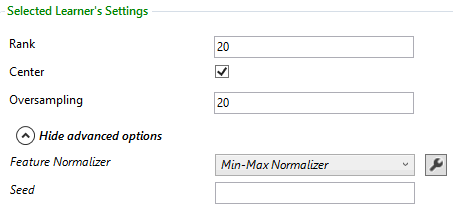 Selected Learner's Settings
Rank 20
Center
Oversampling 20
Hide advanced options
Feature Normalizer Min-Max Normalizer
Seed